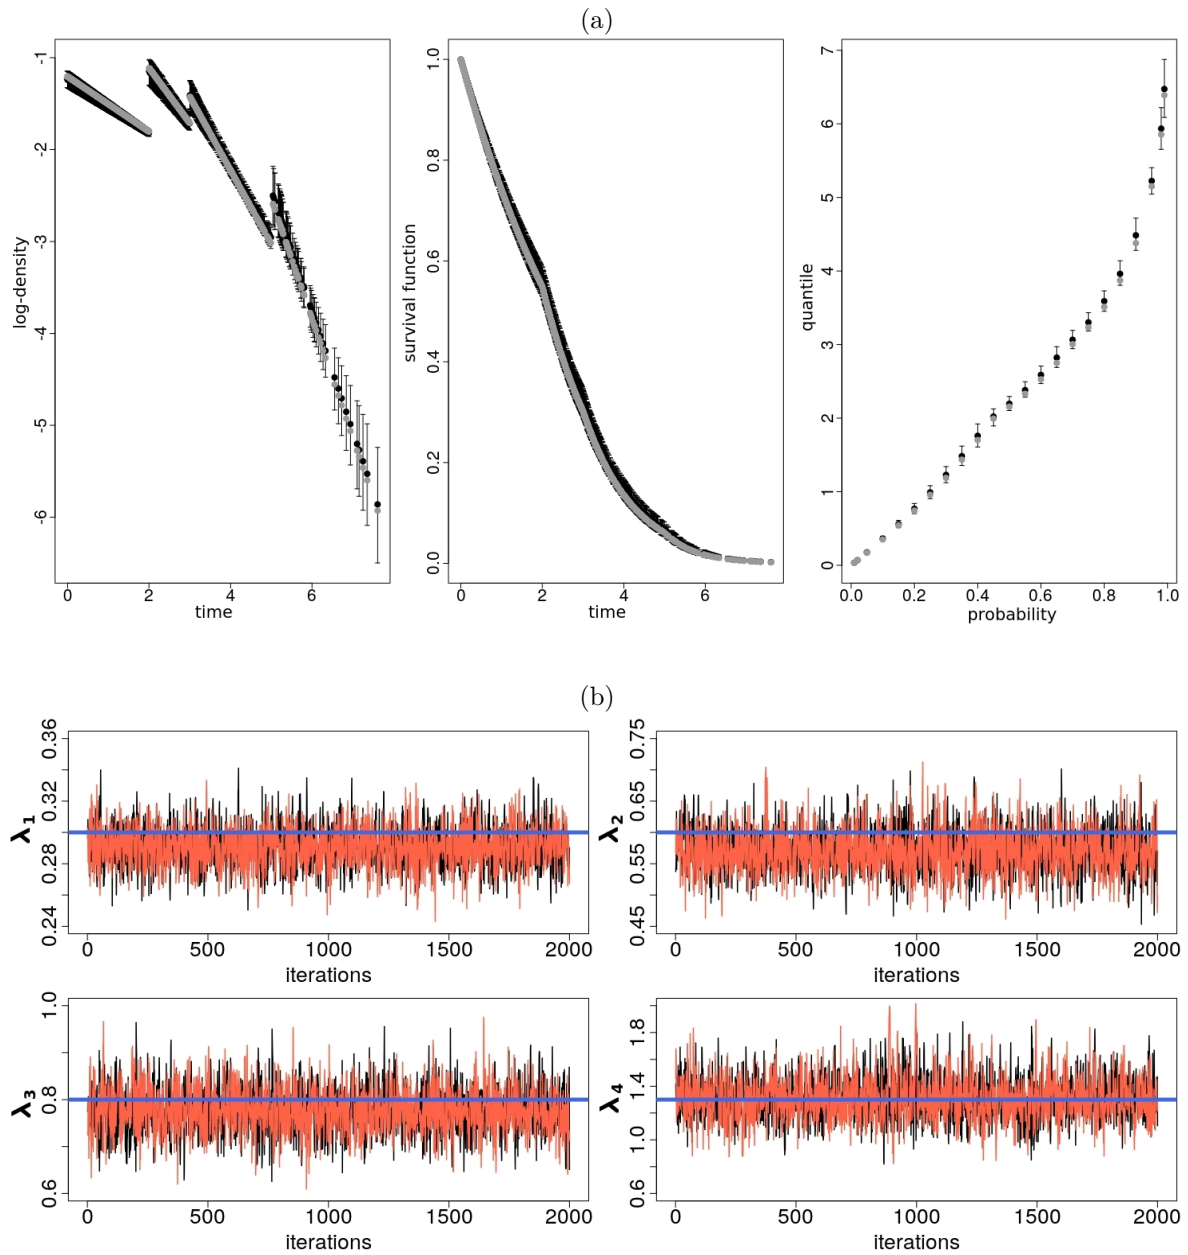 (a)
log-density
-1
-2
-3
-4
-5
-6
0 2 4 6
time
survival function
1.0
0.8
0.6
0.4
0.2
0.0
0 2 4 6
time
quantile
7
6
5
4
3
2
1
0
0.0 0.2 0.4 0.6 0.8 1.0
probability
(b)
λ1
0.36
0.32
0.28
0.24
0 500 1000 1500 2000
iterations
λ2
0.75
0.65
0.55
0.45
0 500 1000 1500 2000
iterations
λ3
1.0
0.8
0.6
0 500 1000 1500 2000
iterations
λ4
1.8
1.4
1.0
0.6
0 500 1000 1500 2000
iterations